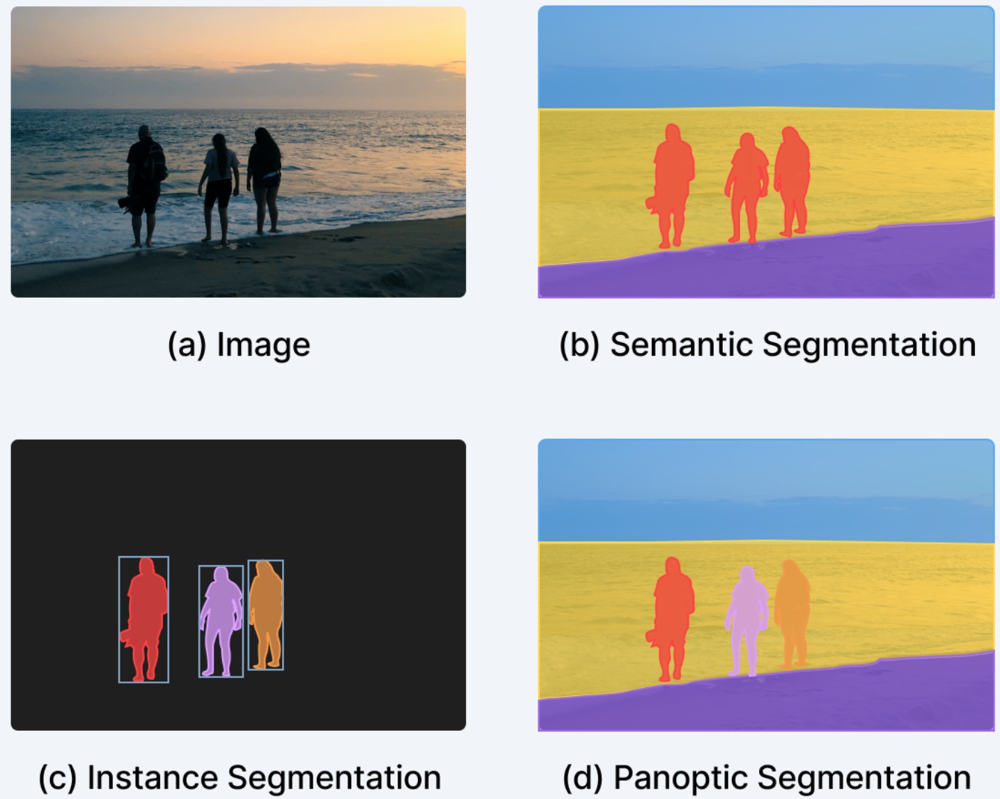 (a) Image
(b) Semantic Segmentation
(c) Instance Segmentation
(d) Panoptic Segmentation